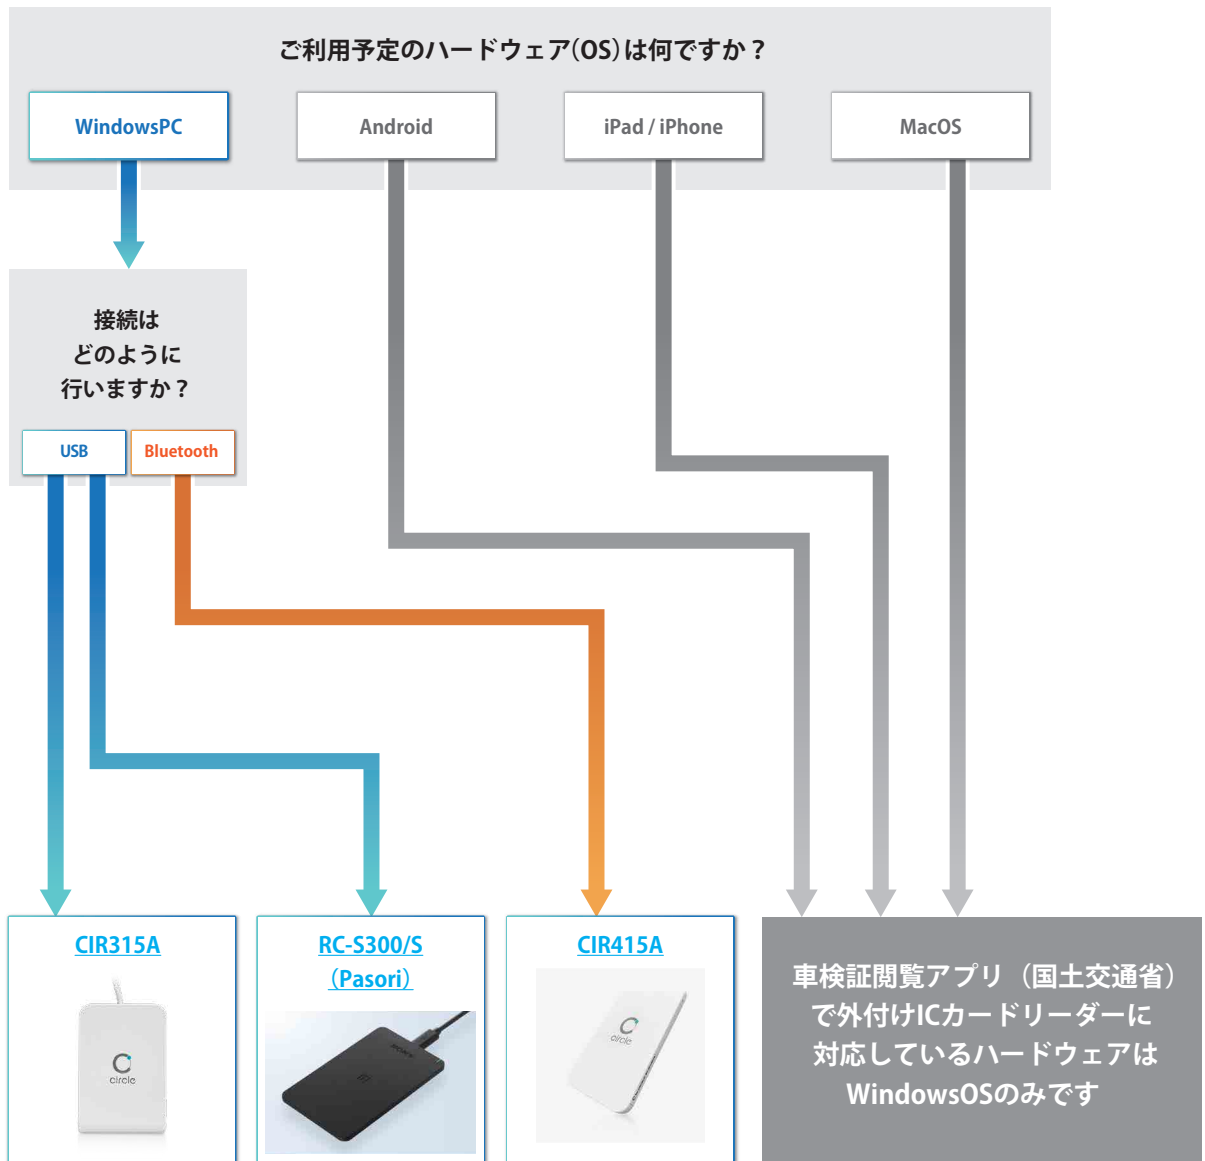 ご利用予定のハードウェア(OS)は何ですか？
WindowsPC
Android
iPad / iPhone
MacOS
接続は
どのように
行いますか？
USB
Bluetooth
CIR315A
circle
RC-S300/S
（Pasori）
SONY
CIR415A
circle
車検証閲覧アプリ（国土交通省）
で外付けICカードリーダーに
対応しているハードウェアは
WindowsOSのみです